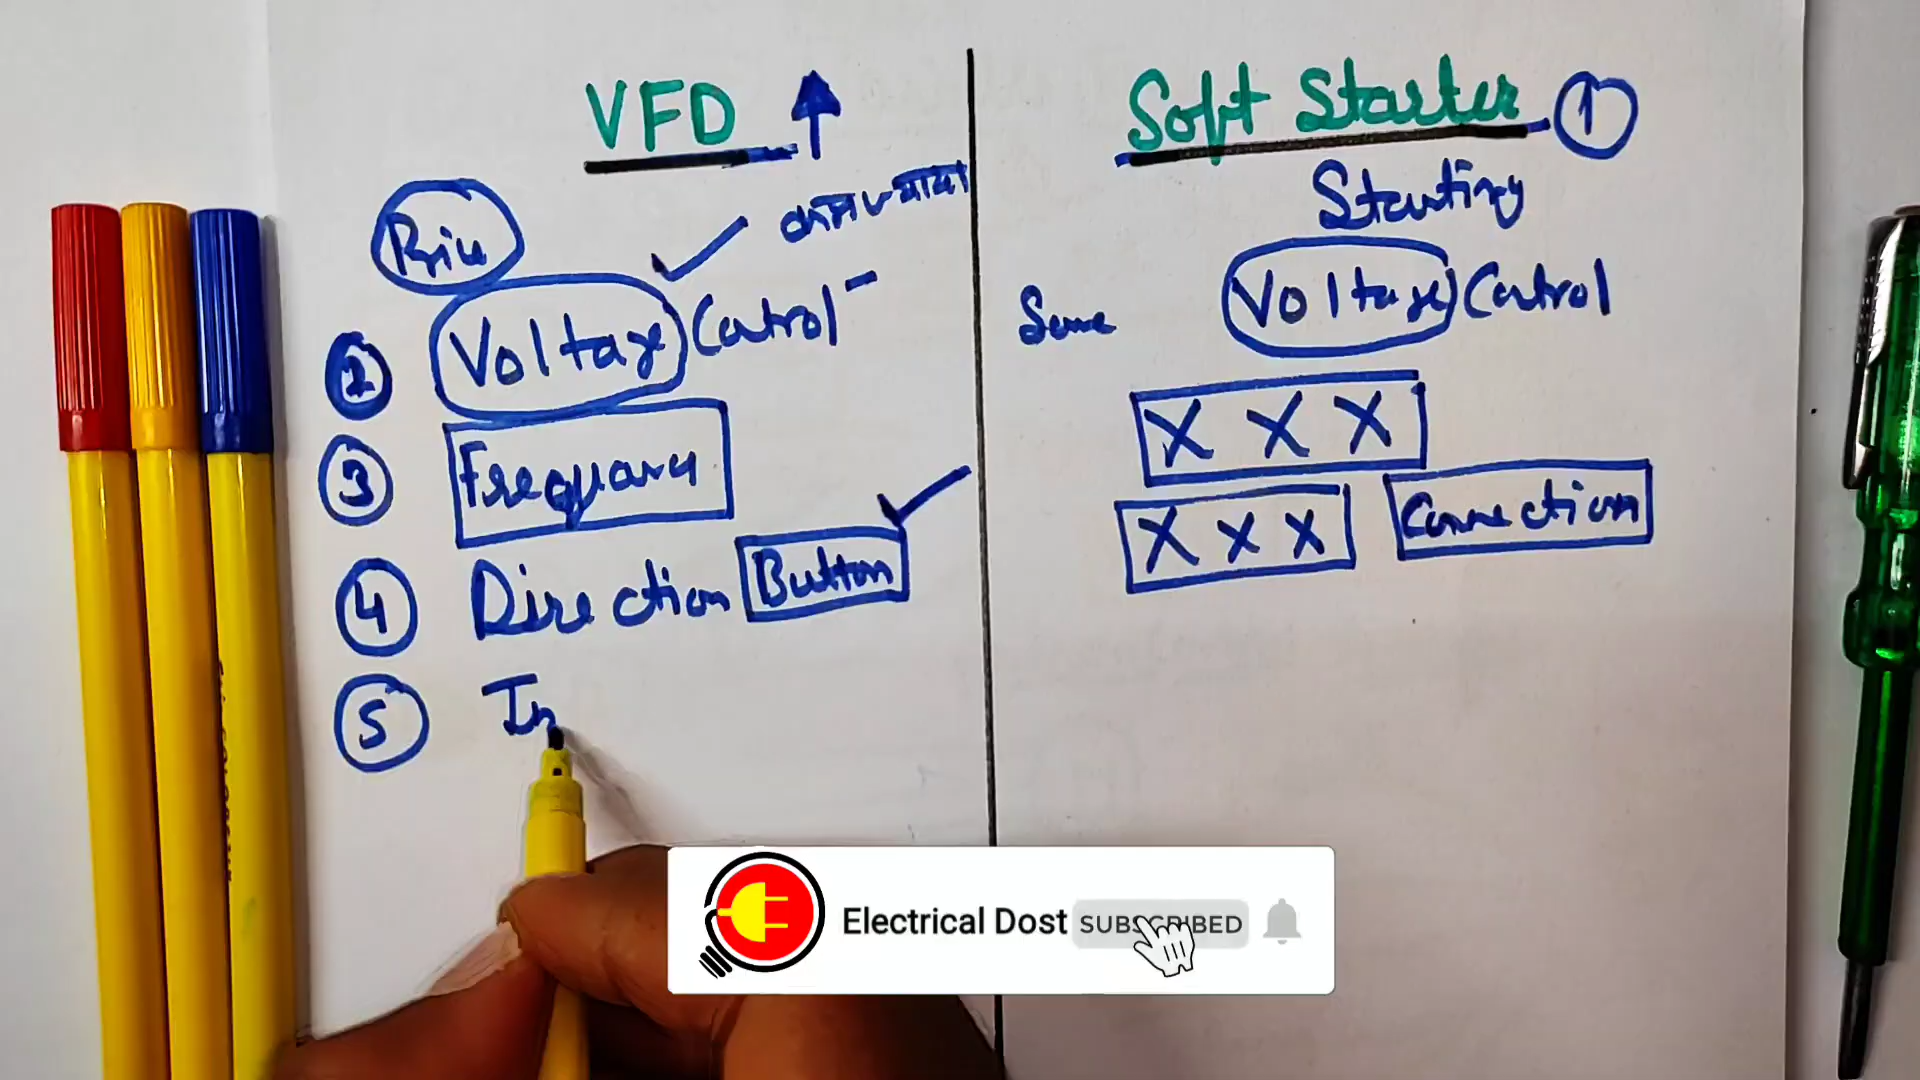 VFD
Price
Voltage Control
2
3 Frequency
4 Direction Button
5 In
Soft Starter 1
Starting
Same Voltage Control
X X X
X X X Connection
Electrical Dost SUBSCRIBED